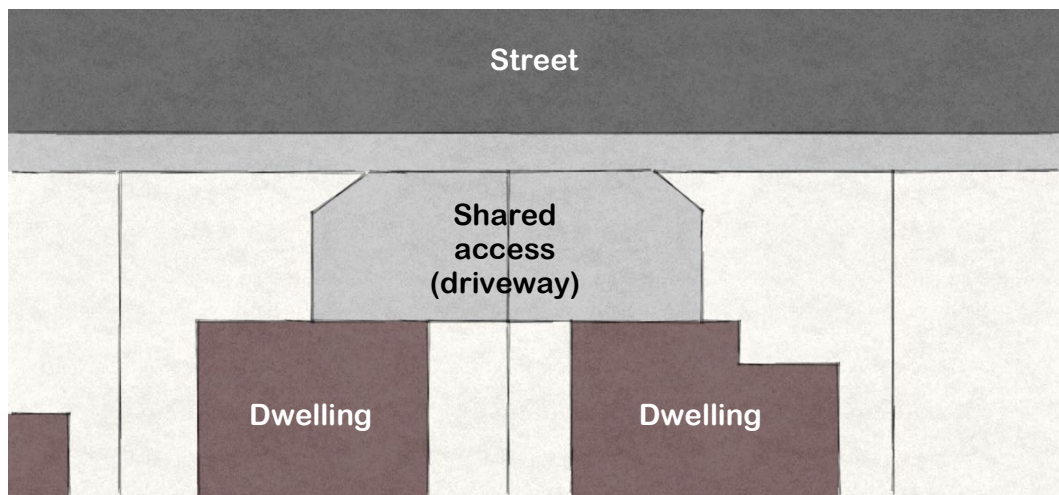 Street
Shared
access
(driveway)
Dwelling
Dwelling